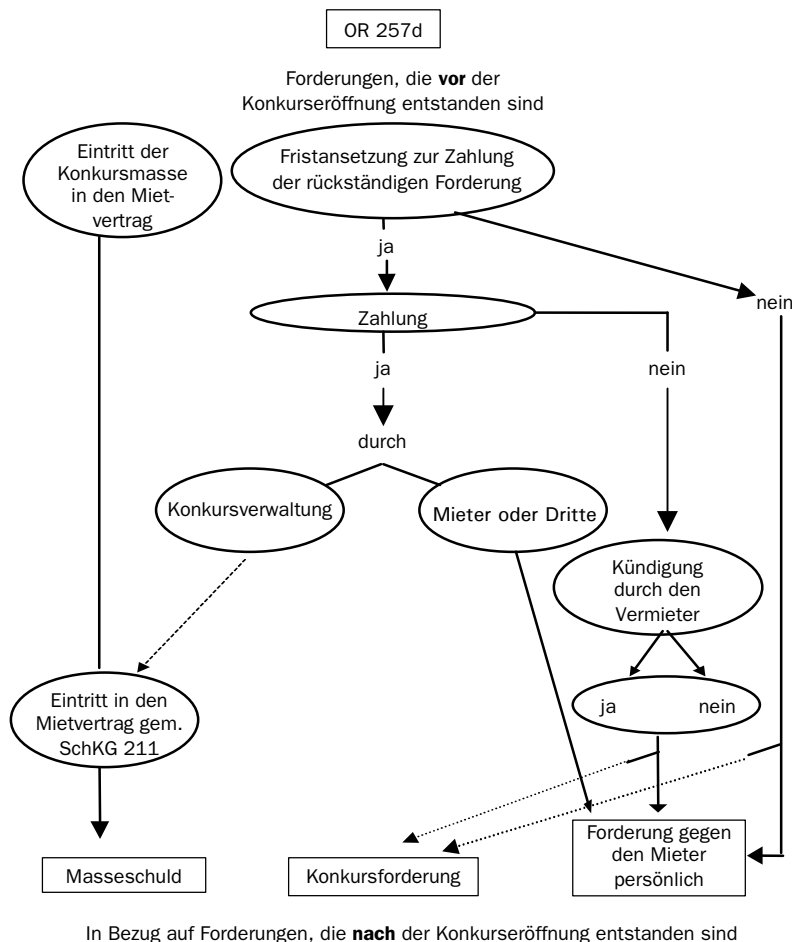 OR 257d
Forderungen, die vor der
Konkurseröffnung entstanden sind
Eintritt der
Konkursmasse
in den Miet-
vertrag
Fristansetzung zur Zahlung
der rückständigen Forderung
ja
nein
Zahlung
ja
nein
durch
Konkursverwaltung
Mieter oder Dritte
Kündigung
durch den
Vermieter
Eintritt in den
Mietvertrag gem.
SchKG 211
ja nein
Masseschuld
Konkursforderung
Forderung gegen
den Mieter
persönlich
In Bezug auf Forderungen, die nach der Konkurseröffnung entstanden sind